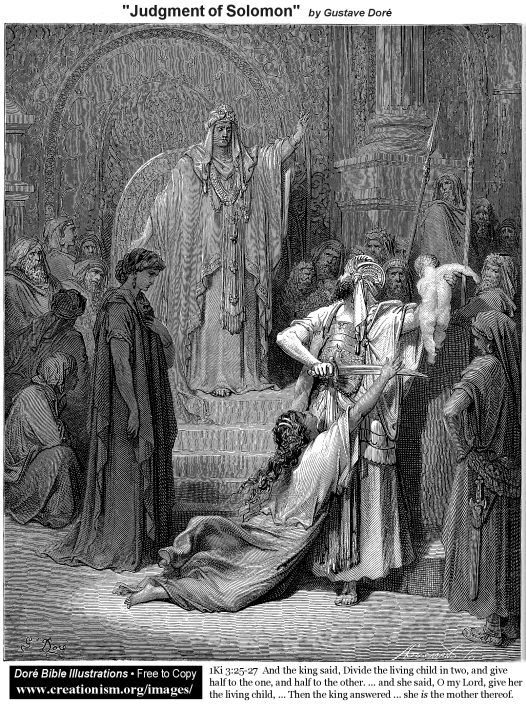 "Judgment of Solomon" by Gustave Doré
G. Doré
Doré Bible Illustrations • Free to Copy
www.creationism.org/images/
1Ki 3:25-27 And the king said, Divide the living child in two, and give
half to the one, and half to the other. ... and she said, O my Lord, give her
the living child, ... Then the king answered ... she is the mother thereof.